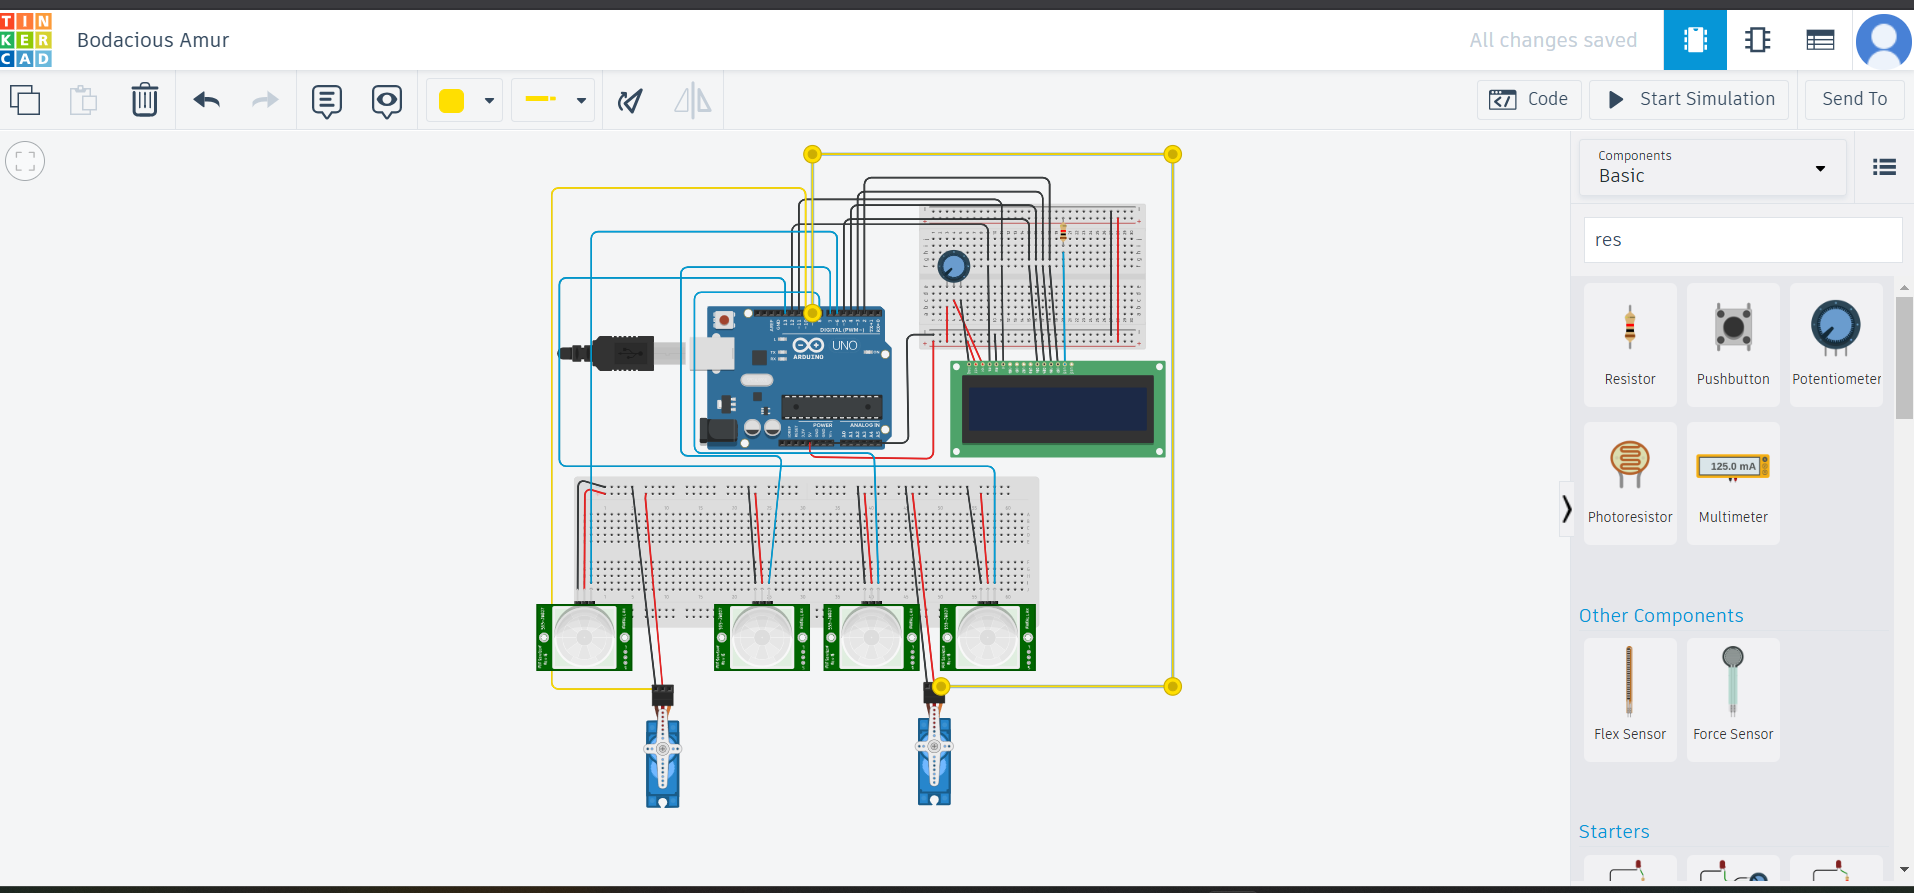 TIN
KER
CAD
Bodacious Amur
All changes saved
Code
Start Simulation
Send To
Components
Basic
res
Resistor
Pushbutton
Potentiometer
Photoresistor
125.0 mA
Multimeter
Other Components
Flex Sensor
Force Sensor
Starters
DIGITAL (PWM~)
UNO
ARDUINO
POWER
ANALOG IN